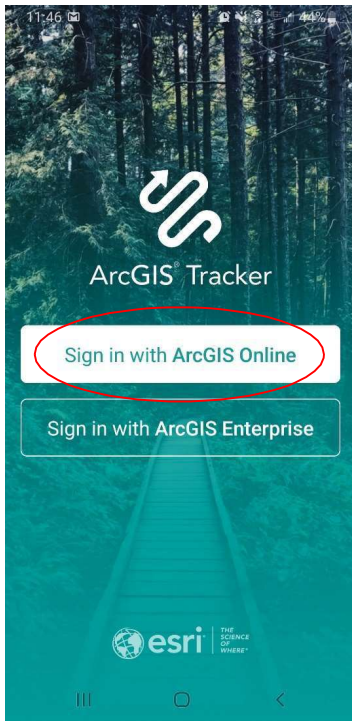 11:46
44%
ArcGIS® Tracker
Sign in with ArcGIS Online
Sign in with ArcGIS Enterprise
esri
THE
SCIENCE
OF
WHERE®